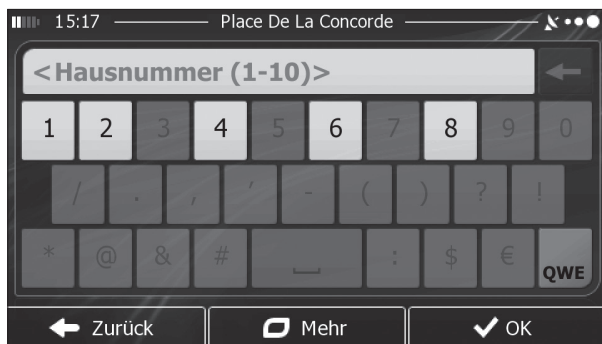 15:17 Place De La Concorde
<Hausnummer (1-10)>
1 2 3 4 5 6 7 8 9 0
/ . , ' - ( ) ? !
* @ & # : $ € QWE
Zurück Mehr OK